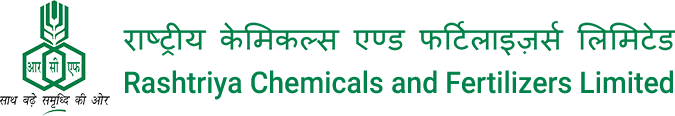 आर सी एफ
साथ बढ़े समृध्दि की ओर
राष्ट्रीय केमिकल्स एण्ड फर्टिलाइज़र्स लिमिटेड
Rashtriya Chemicals and Fertilizers Limited